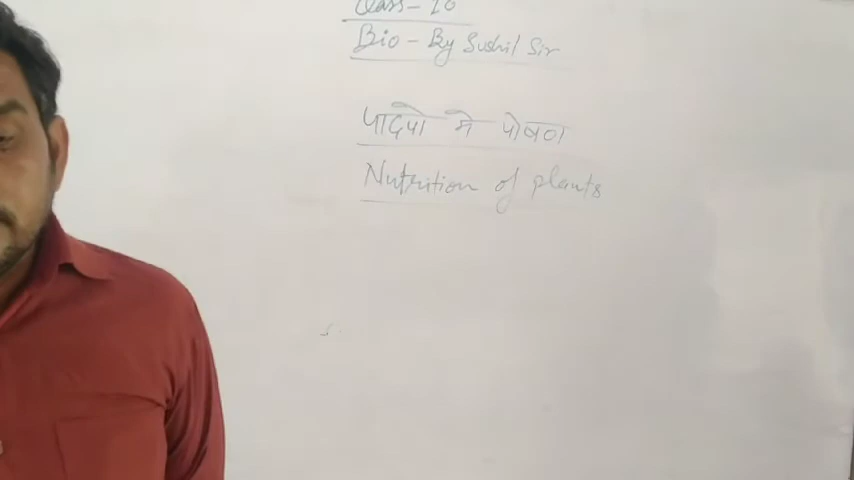 Class - 10
Bio - By Sushil Sir
पादपों में पोषण
Nutrition of plants